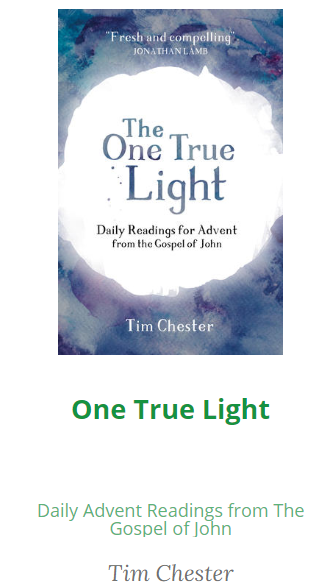 "Fresh and compelling".
JONATHAN LAMB
The
One True
Light
Daily Readings for Advent
from the Gospel of John
Tim Chester
One True Light
Daily Advent Readings from The
Gospel of John
Tim Chester